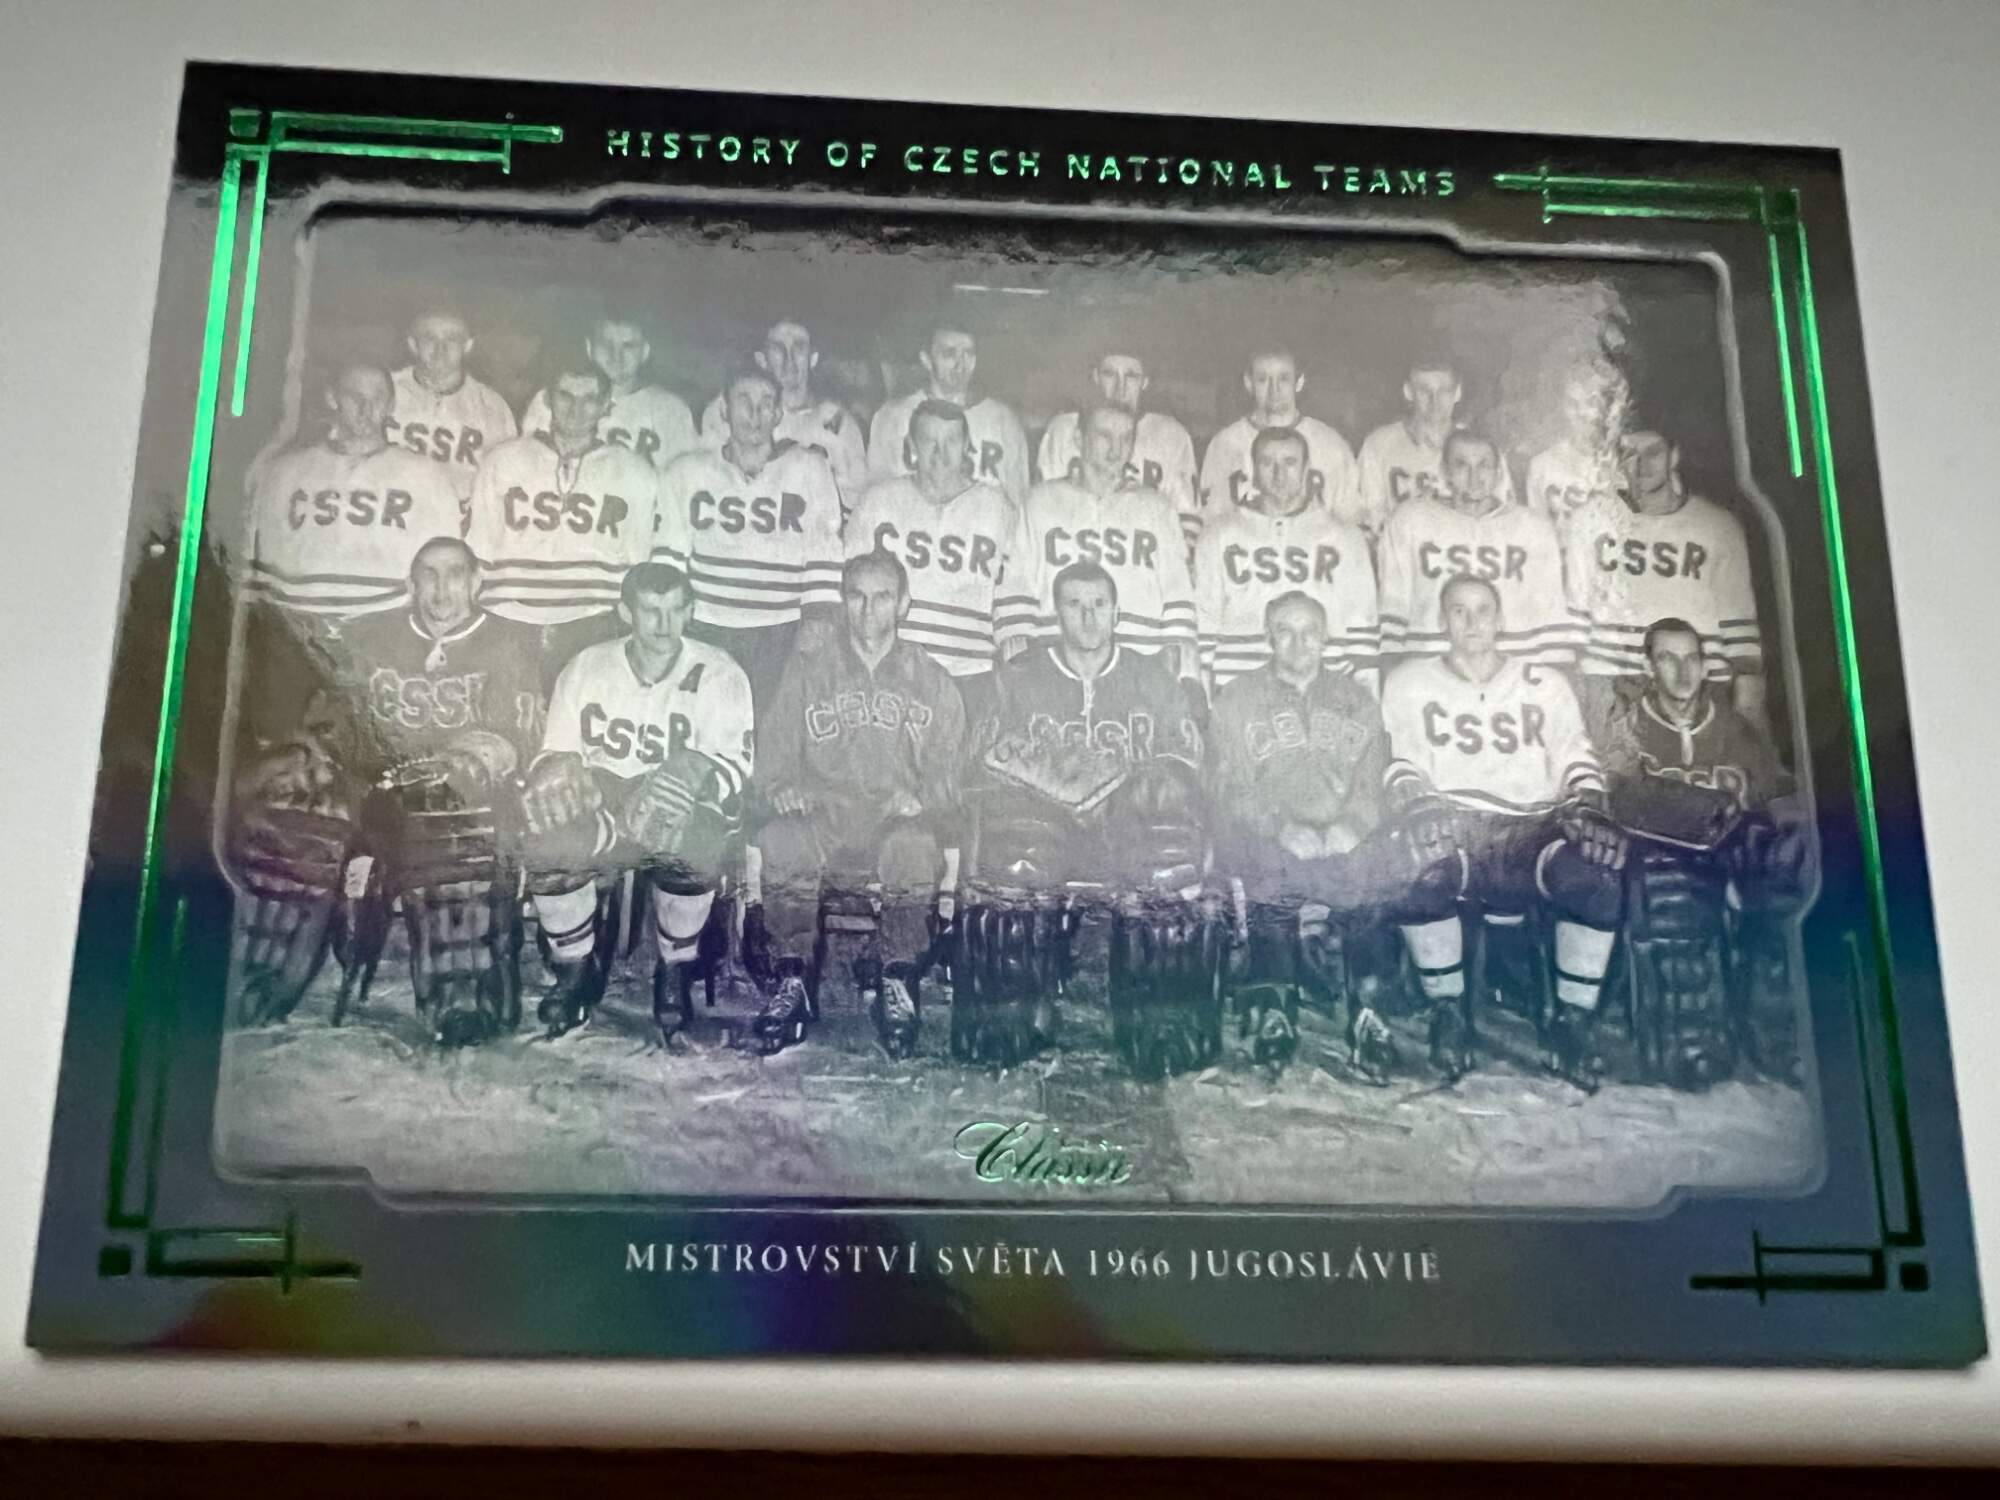 HISTORY OF CZECH NATIONAL TEAMS
CSSR
CSSR CSSR CSSR CSSR CSSR CSSR CSSR CSSR
CSSR CSSR CSSR C
CSSR
Classic
MISTROVSTVÍ SVĚTA 1966 JUGOSLÁVIE